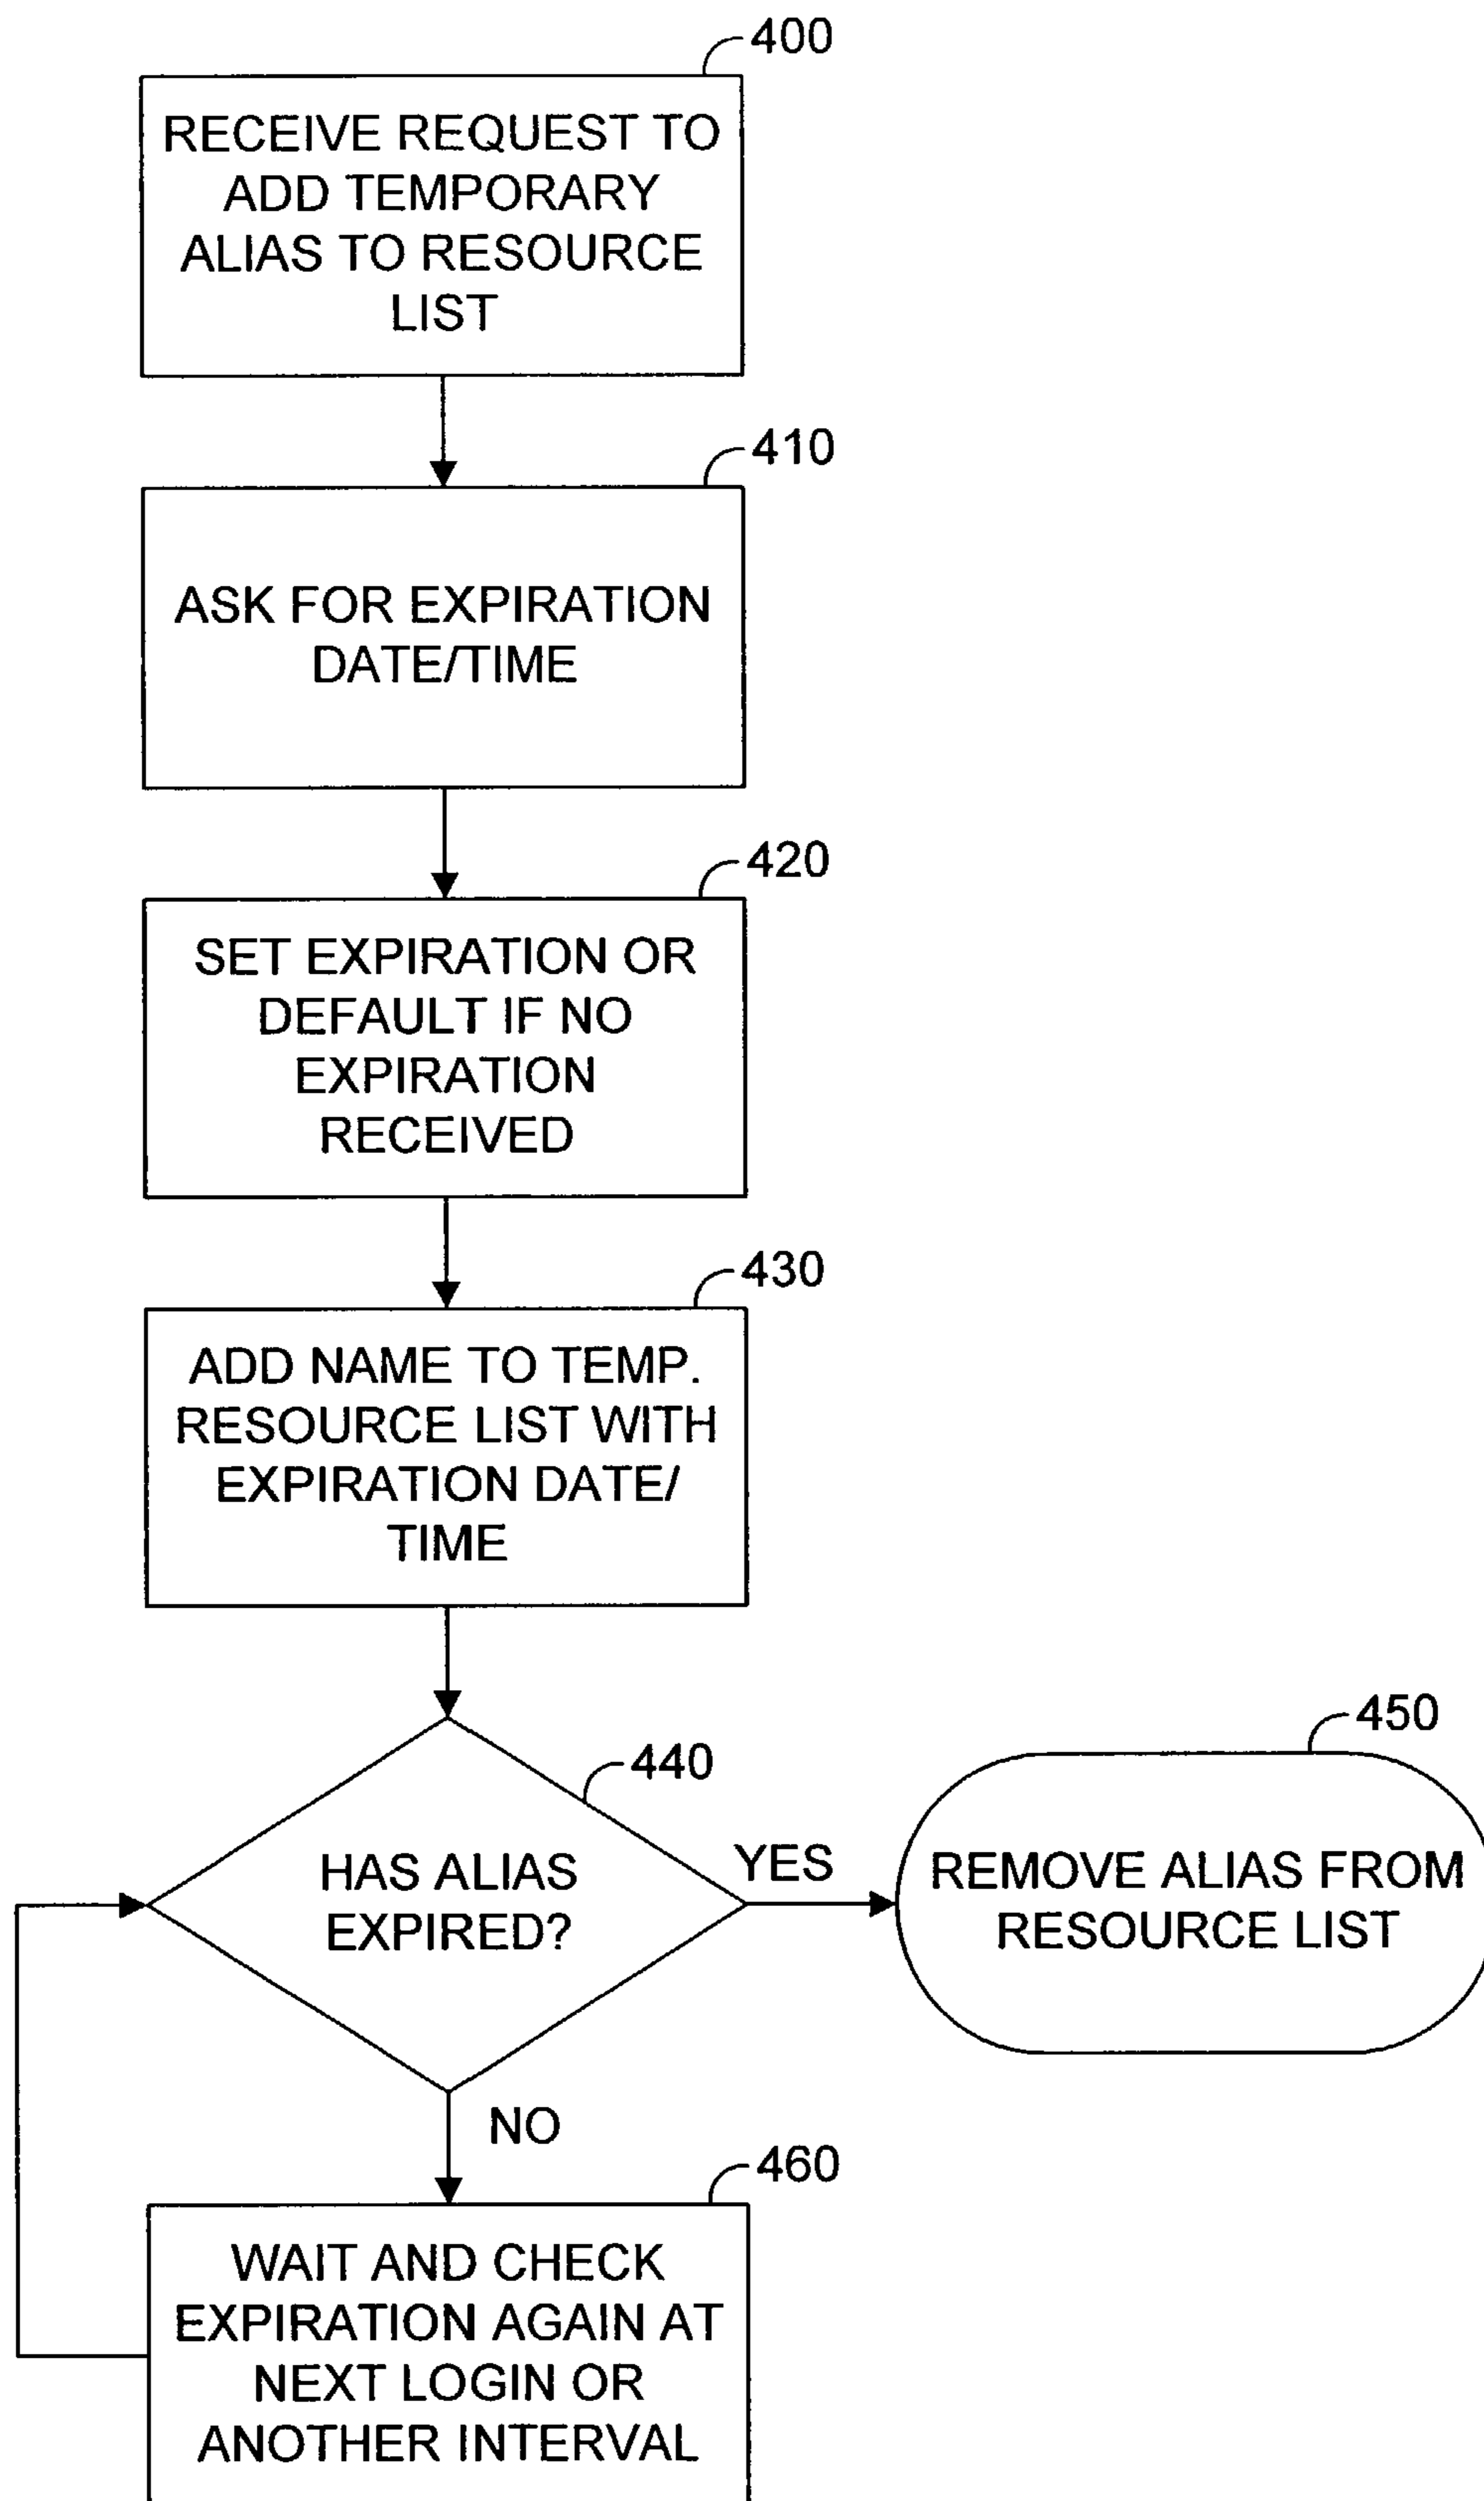 400
RECEIVE REQUEST TO
ADD TEMPORARY
ALIAS TO RESOURCE
LIST
410
ASK FOR EXPIRATION
DATE/TIME
420
SET EXPIRATION OR
DEFAULT IF NO
EXPIRATION
RECEIVED
430
ADD NAME TO TEMP.
RESOURCE LIST WITH
EXPIRATION DATE/
TIME
440
HAS ALIAS
EXPIRED?
YES
450
REMOVE ALIAS FROM
RESOURCE LIST
NO
460
WAIT AND CHECK
EXPIRATION AGAIN AT
NEXT LOGIN OR
ANOTHER INTERVAL